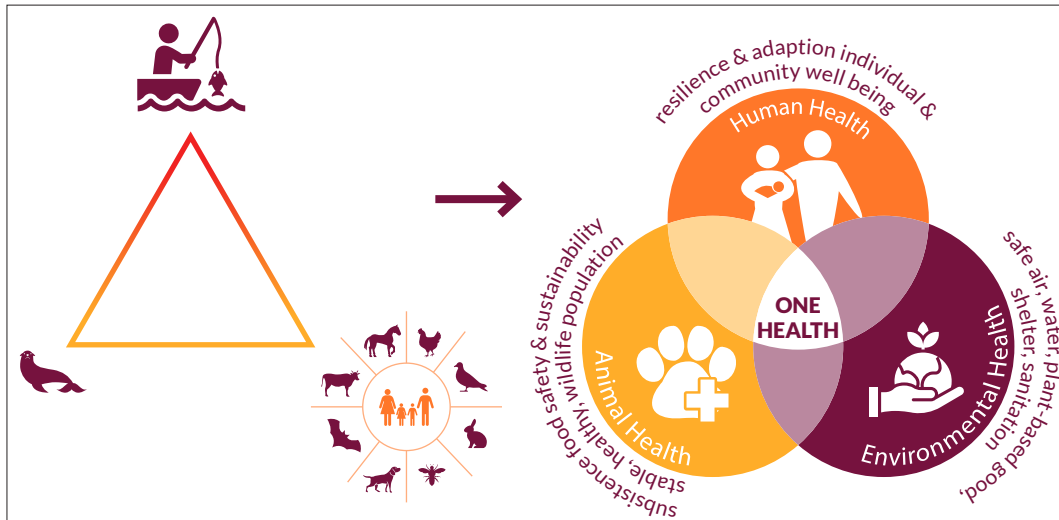 resilience & adaption individual &
community well being
Human Health
ONE
HEALTH
Animal Health
subsistence food safety & sustainability
stable, healthy, wildlife population
Environmental Health
safe air, water, plant-based good,
shelter, sanitation